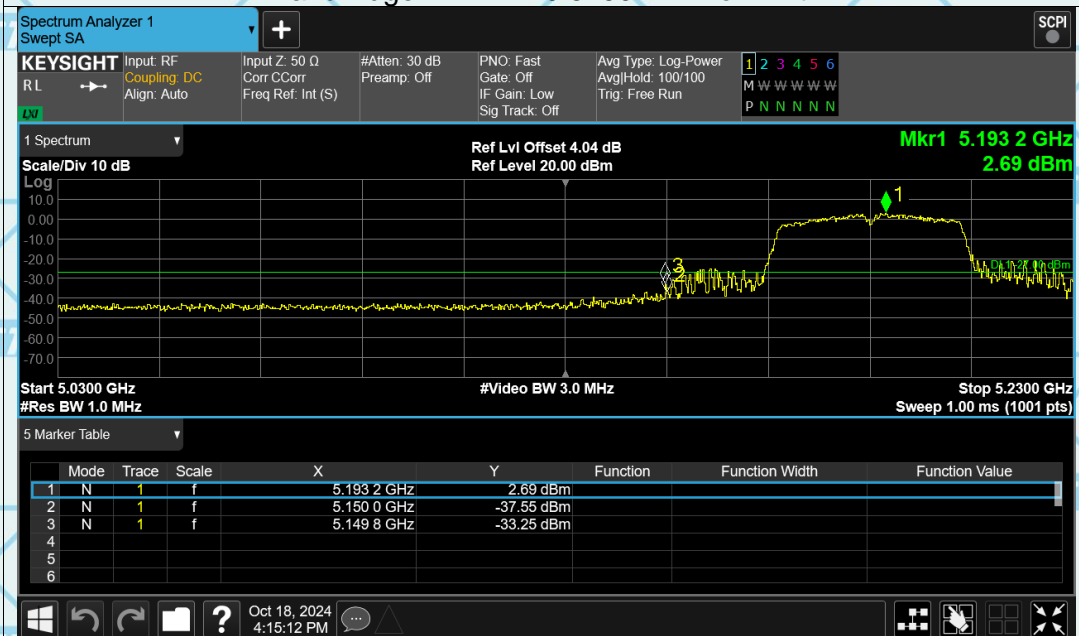 Spectrum Analyzer 1
Swept SA
+
SCPI
KEYSIGHT
RL
LXI
Input: RF
Coupling: DC
Align: Auto
Input Z: 50 Ω
Corr CCorr
Freq Ref: Int (S)
#Atten: 30 dB
Preamp: Off
PNO: Fast
Gate: Off
IF Gain: Low
Sig Track: Off
Avg Type: Log-Power
Avg|Hold: 100/100
Trig: Free Run
1 2 3 4 5 6
M W W W W W
P N N N N N
1 Spectrum
Scale/Div 10 dB
Ref Lvl Offset 4.04 dB
Ref Level 20.00 dBm
Mkr1 5.193 2 GHz
2.69 dBm
Log
10.0
0.00
-10.0
-20.0
-30.0
-40.0
-50.0
-60.0
-70.0
1
3
2
DL1 -27.00 dBm
Start 5.0300 GHz
#Res BW 1.0 MHz
#Video BW 3.0 MHz
Stop 5.2300 GHz
Sweep 1.00 ms (1001 pts)
5 Marker Table
Mode Trace Scale X Y Function Function Width Function Value
1 N 1 f 5.193 2 GHz 2.69 dBm
2 N 1 f 5.150 0 GHz -37.55 dBm
3 N 1 f 5.149 8 GHz -33.25 dBm
4
5
6
?
Oct 18, 2024
4:15:12 PM